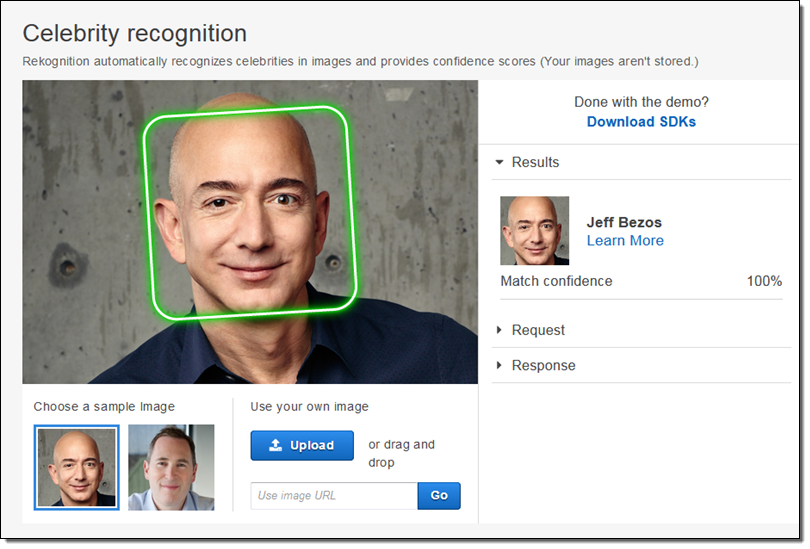 Celebrity recognition
Rekognition automatically recognizes celebrities in images and provides confidence scores (Your images aren't stored.)
Done with the demo?
Download SDKs
Results
Jeff Bezos
Learn More
Match confidence 100%
Request
Response
Choose a sample Image
Use your own image
Upload
or drag and
drop
Use image URL
Go